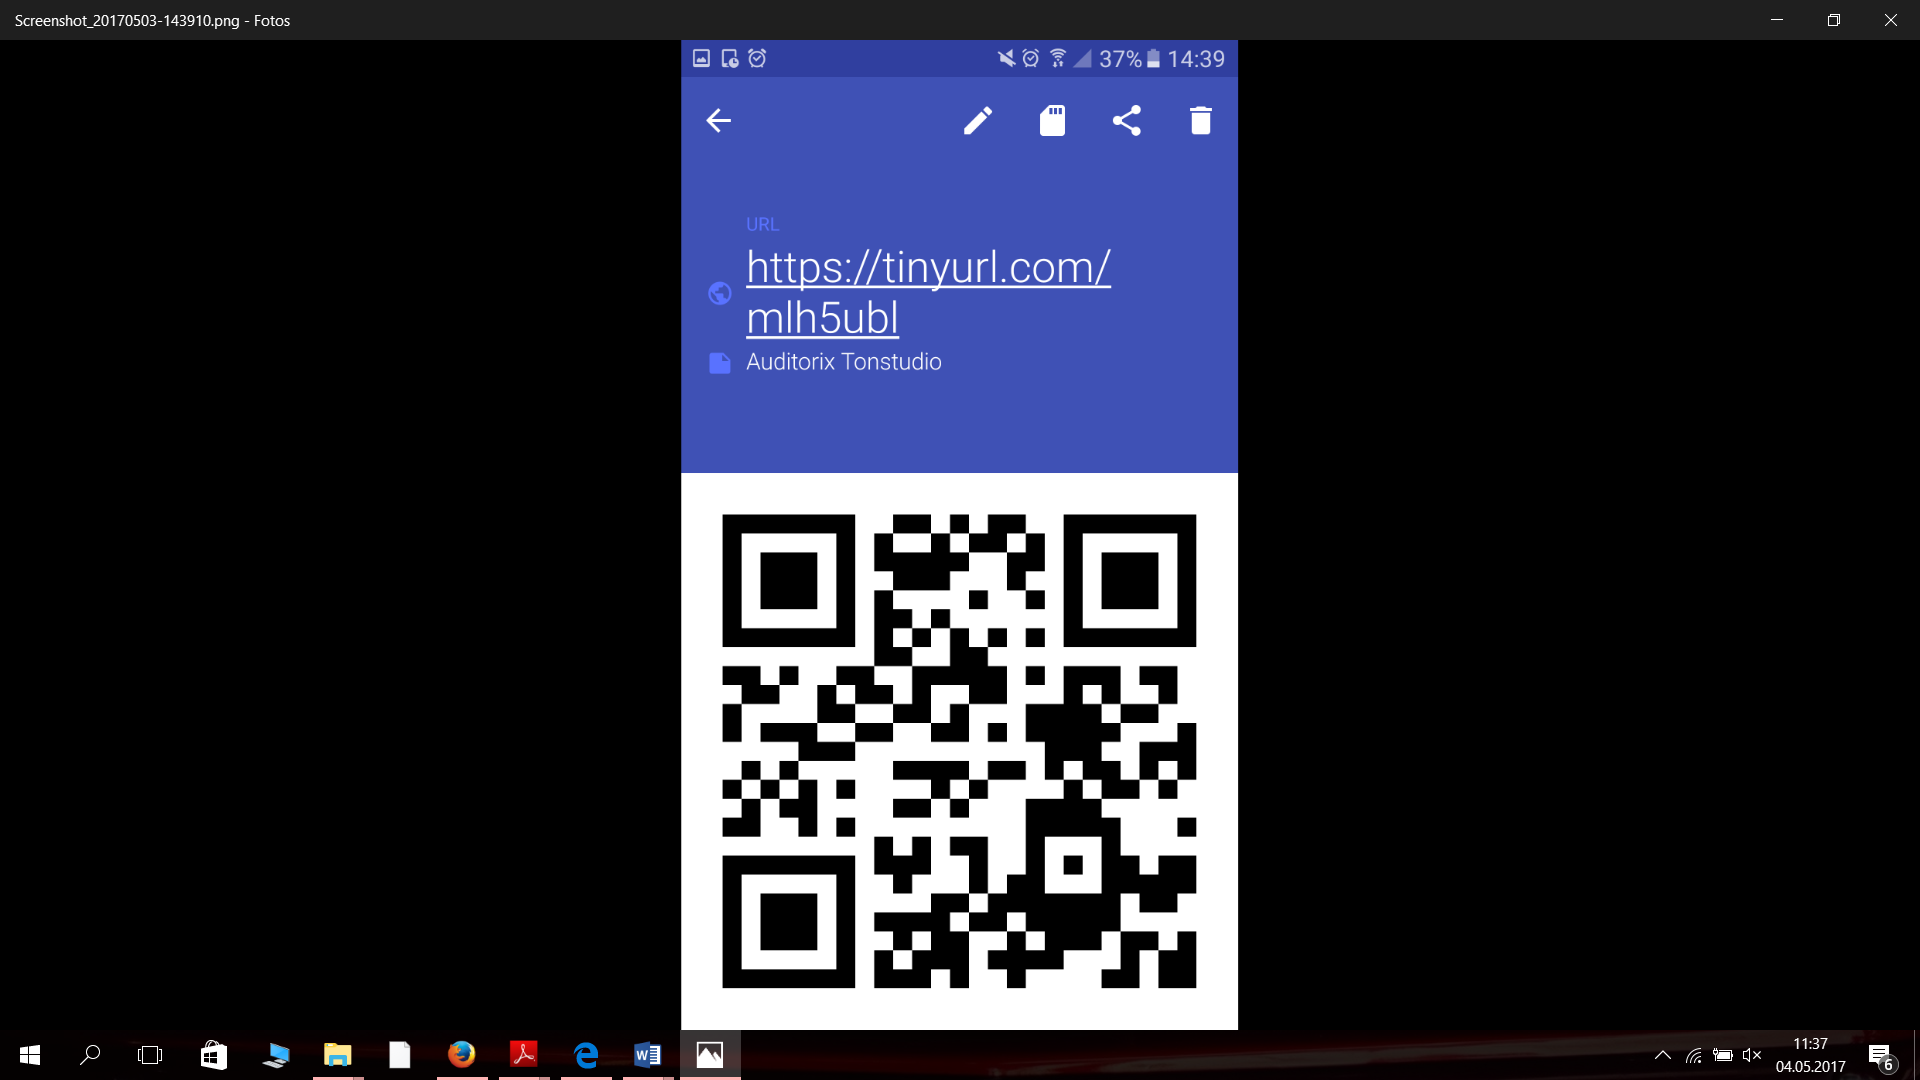 Screenshot_20170503-143910.png - Fotos
37% 14:39
URL
https://tinyurl.com/
mlh5ubl
Auditorix Tonstudio
11:37
04.05.2017
6